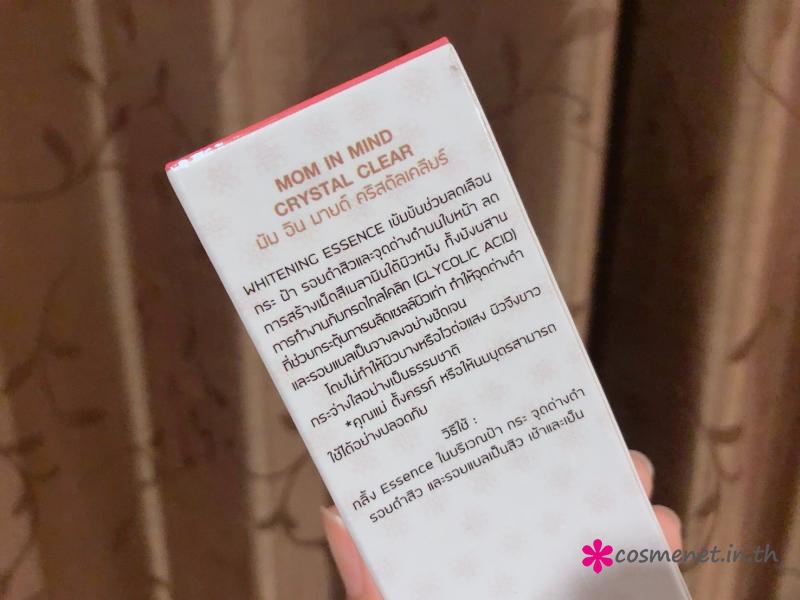 MOM IN MIND
CRYSTAL CLEAR
มัม อิน มายด์ คริสตัลเคลียร์
WHITENING ESSENCE เข้มข้นช่วยลดเลือน
กระ ฝ้า รอยดำสิวและจุดด่างดำบนใบหน้า ลด
การสร้างเม็ดสีเมลานินใต้ผิวหนัง ทั้งยังผสาน
การทำงานกับกรดไกลโคลิก (GLYCOLIC ACID)
ที่ช่วยกระตุ้นการผลัดเซลล์ผิวเก่า ทำให้จุดด่างดำ
และรอยแผลเป็นจางลงอย่างชัดเจน
โดยไม่ทำให้ผิวบางหรือไวต่อแสง ผิวจึงขาว
กระจ่างใสอย่างเป็นธรรมชาติ
*คุณแม่ ตั้งครรภ์ หรือให้นมบุตรสามารถ
ใช้ได้อย่างปลอดภัย
วิธีใช้ :
กลิ้ง Essence ในบริเวณฝ้า กระ จุดด่างดำ
รอยดำสิว และรอยแผลเป็นสิว เช้าและเย็น
cosmenet.in.th